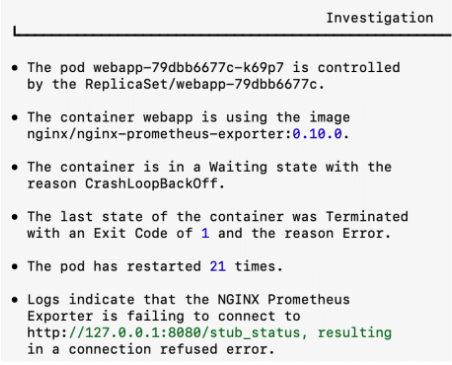 Investigation
• The pod webapp-79dbb6677c-k69p7 is controlled
by the ReplicaSet/webapp-79dbb6677c.
• The container webapp is using the image
nginx/nginx-prometheus-exporter:0.10.0.
• The container is in a Waiting state with the
reason CrashLoopBackOff.
• The last state of the container was Terminated
with an Exit Code of 1 and the reason Error.
• The pod has restarted 21 times.
• Logs indicate that the NGINX Prometheus
Exporter is failing to connect to
http://127.0.0.1:8080/stub_status, resulting
in a connection refused error.